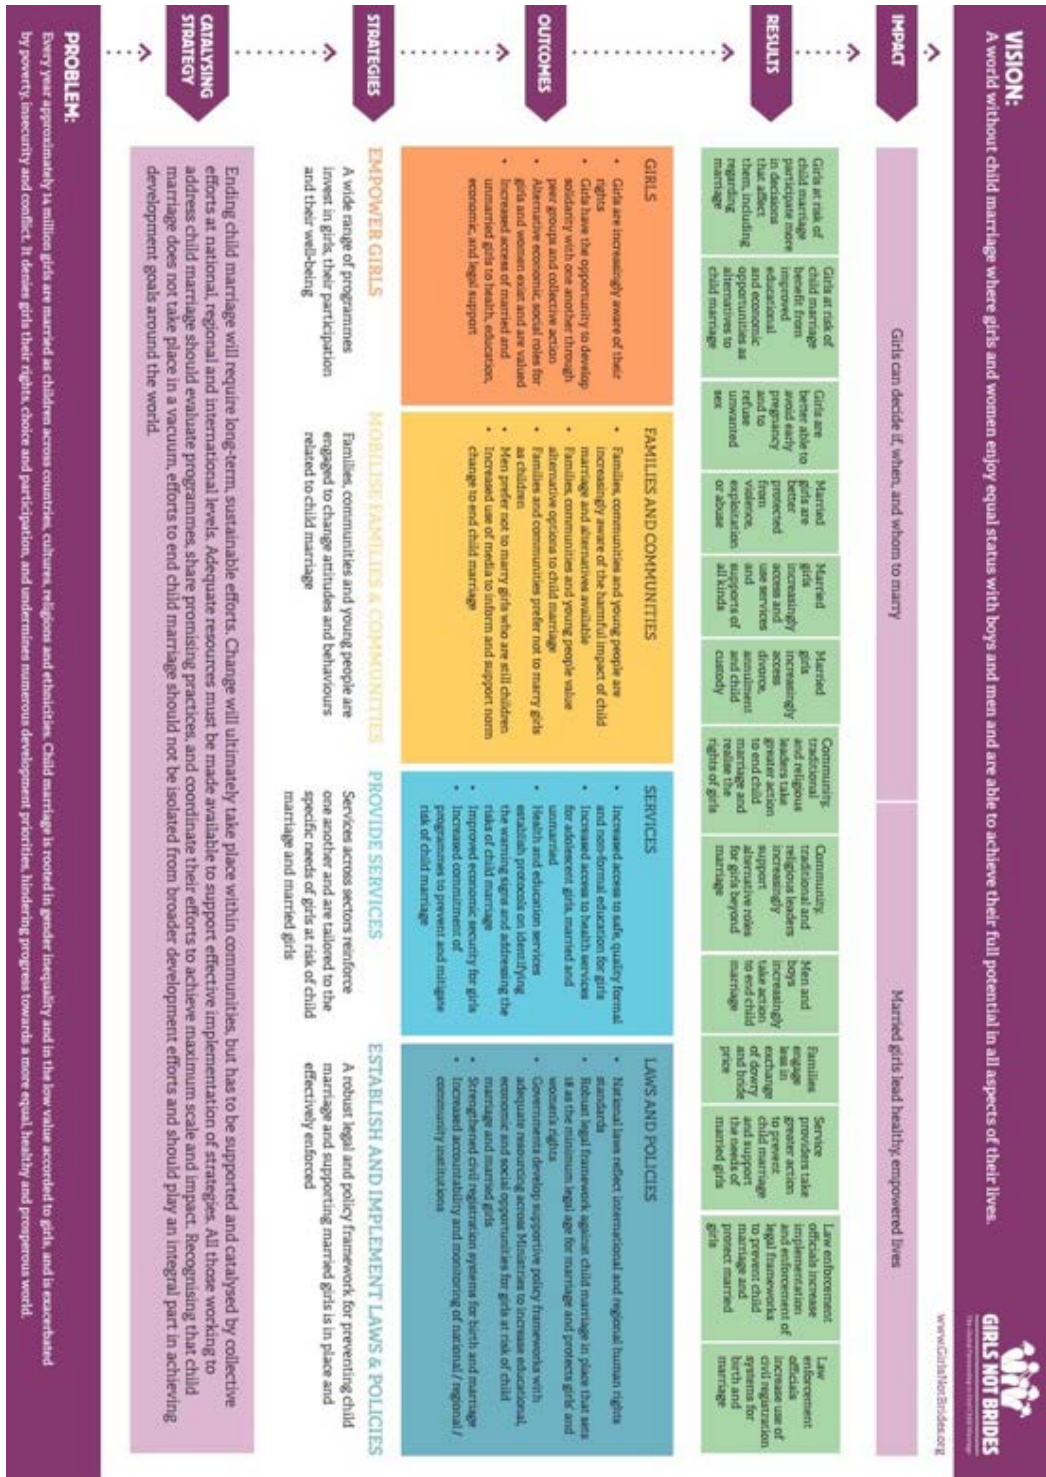 VISION:
A world without child marriage where girls and women enjoy equal status with boys and men and are able to achieve their full potential in all aspects of their lives.
GIRLS NOT BRIDES
The Global Partnership to End Child Marriage
www.GirlsNotBrides.org
IMPACT
Girls can decide if, when, and whom to marry
Married girls lead healthy, empowered lives
RESULTS
Girls at risk of
child marriage
participate more
in decisions
that affect
them, including
regarding
marriage
Girls at risk of
child marriage
benefit from
improved
educational
and economic
opportunities as
alternatives to
child marriage
Girls are
better able to
avoid early
pregnancy
and to
refuse
unwanted
sex
Married
girls are
better
protected
from
violence,
exploitation
or abuse
Married
girls
increasingly
access and
use services
and
supports of
all kinds
Married
girls
increasingly
access
divorce,
annulment
and child
custody
Community,
traditional
and religious
leaders take
greater action
to end child
marriage and
realise the
rights of girls
Community,
traditional and
religious leaders
increasingly
support
alternative roles
for girls beyond
marriage
Men and
boys
increasingly
take action
to end child
marriage
Families
engage
less in
exchange
of dowry
and bride
price
Service
providers take
greater action
to prevent
child marriage
and support
the needs of
married girls
Law enforcement
officials increase
implementation
and enforcement of
legal frameworks
to prevent child
marriage and
protect married
girls
Law
enforcement
officials
increase use of
civil registration
systems for
birth and
marriage
OUTCOMES
GIRLS
• Girls are increasingly aware of their
rights
• Girls have the opportunity to develop
solidarity with one another through
peer groups and collective action
• Alternative economic, social roles for
girls and women exist and are valued
• Increased access of married and
unmarried girls to health, education,
economic, and legal support
FAMILIES AND COMMUNITIES
• Families, communities and young people are
increasingly aware of the harmful impact of child
marriage and alternatives available
• Families, communities and young people value
alternative options to child marriage
• Families and communities prefer not to marry girls
as children
• Men prefer not to marry girls who are still children
• Increased use of media to inform and support norm
change to end child marriage
SERVICES
• Increased access to safe, quality formal
and non-formal education for girls
• Increased access to health services
for adolescent girls, married and
unmarried
• Health and education services
establish protocols on identifying
the warning signs and addressing the
risks of child marriage
• Improved economic security for girls
• Increased commitment of
programmes to prevent and mitigate
risk of child marriage
LAWS AND POLICIES
• National laws reflect international and regional human rights
standards
• Robust legal framework against child marriage in place that sets
18 as the minimum legal age for marriage and protects girls' and
women's rights
• Governments develop supportive policy frameworks with
adequate resourcing across Ministries to increase educational,
economic and social opportunities for girls at risk of child
marriage and married girls
• Strengthened civil registration systems for birth and marriage
• Increased accountability and monitoring of national / regional /
community institutions
STRATEGIES
EMPOWER GIRLS
A wide range of programmes
invest in girls, their participation
and their well-being
MOBILISE FAMILIES & COMMUNITIES
Families, communities and young people are
engaged to change attitudes and behaviours
related to child marriage
PROVIDE SERVICES
Services across sectors reinforce
one another and are tailored to the
specific needs of girls at risk of child
marriage and married girls
ESTABLISH AND IMPLEMENT LAWS & POLICIES
A robust legal and policy framework for preventing child
marriage and supporting married girls is in place and
effectively enforced
CATALYSING
STRATEGY
Ending child marriage will require long-term, sustainable efforts. Change will ultimately take place within communities, but has to be supported and catalysed by collective
efforts at national, regional and international levels. Adequate resources must be made available to support effective implementation of strategies. All those working to
address child marriage should evaluate programmes, share promising practices, and coordinate their efforts to achieve maximum scale and impact. Recognising that child
marriage does not take place in a vacuum, efforts to end child marriage should not be isolated from broader development efforts and should play an integral part in achieving
development goals around the world.
PROBLEM:
Every year approximately 14 million girls are married as children across countries, cultures, religions and ethnicities. Child marriage is rooted in gender inequality and in the low value accorded to girls, and is exacerbated
by poverty, insecurity and conflict. It denies girls their rights, choice and participation, and undermines numerous development priorities, hindering progress towards a more equal, healthy and prosperous world.